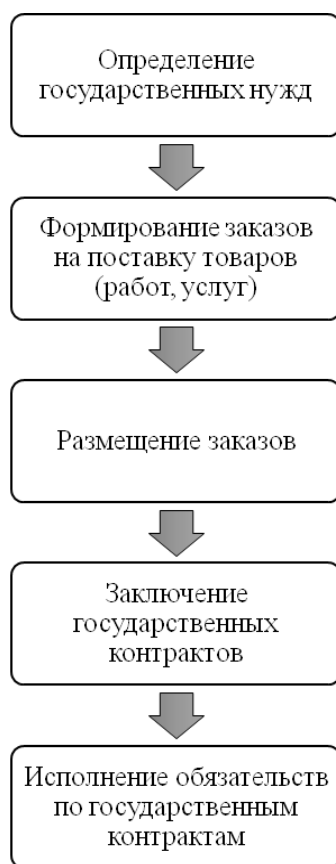 Определение
государственных нужд
Формирование заказов
на поставку товаров
(работ, услуг)
Размещение заказов
Заключение
государственных
контрактов
Исполнение обязательств
по государственным
контрактам